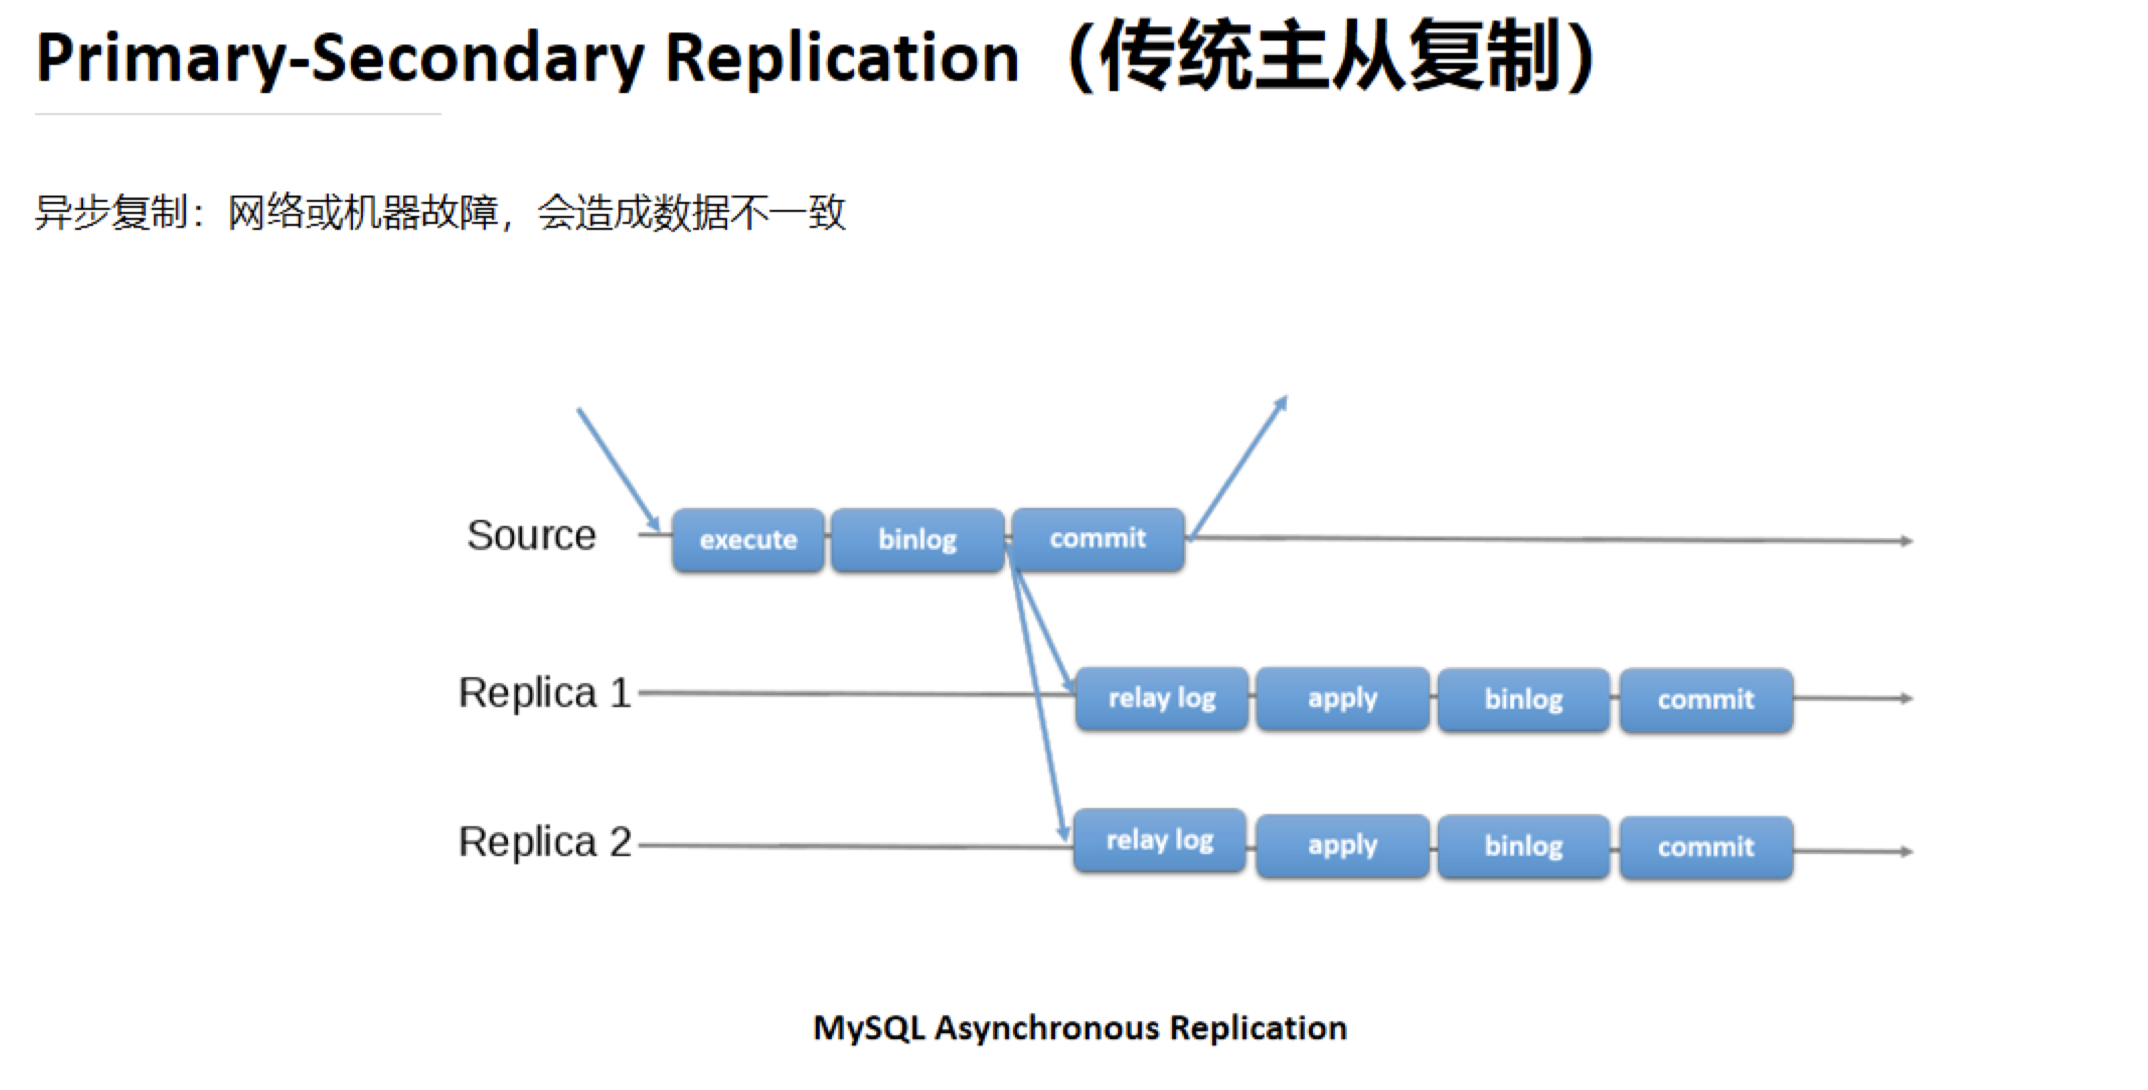 Primary-Secondary Replication（传统主从复制）
异步复制：网络或机器故障，会造成数据不一致
Source execute binlog commit
Replica 1 relay log apply binlog commit
Replica 2 relay log apply binlog commit
MySQL Asynchronous Replication